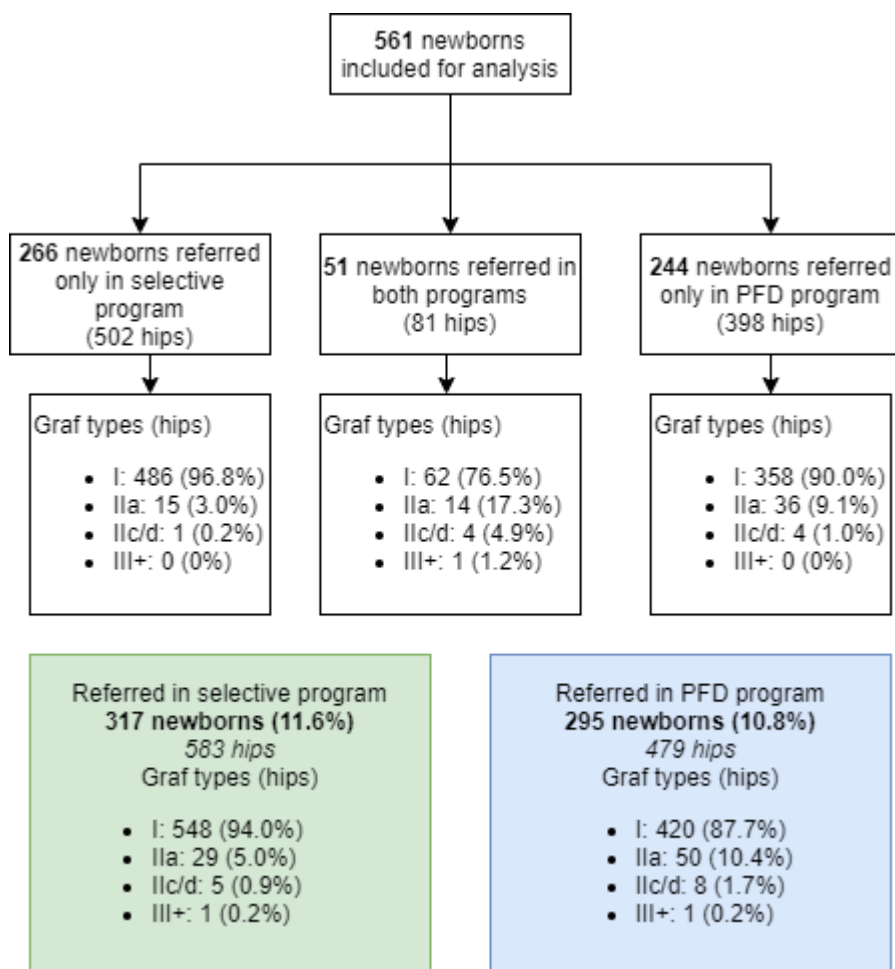 561 newborns
included for analysis
266 newborns referred
only in selective
program
(502 hips)
51 newborns referred in
both programs
(81 hips)
244 newborns referred
only in PFD program
(398 hips)
Graf types (hips)
• I: 486 (96.8%)
• IIa: 15 (3.0%)
• IIc/d: 1 (0.2%)
• III+: 0 (0%)
Graf types (hips)
• I: 62 (76.5%)
• IIa: 14 (17.3%)
• IIc/d: 4 (4.9%)
• III+: 1 (1.2%)
Graf types (hips)
• I: 358 (90.0%)
• IIa: 36 (9.1%)
• IIc/d: 4 (1.0%)
• III+: 0 (0%)
Referred in selective program
317 newborns (11.6%)
583 hips
Graf types (hips)
• I: 548 (94.0%)
• IIa: 29 (5.0%)
• IIc/d: 5 (0.9%)
• III+: 1 (0.2%)
Referred in PFD program
295 newborns (10.8%)
479 hips
Graf types (hips)
• I: 420 (87.7%)
• IIa: 50 (10.4%)
• IIc/d: 8 (1.7%)
• III+: 1 (0.2%)